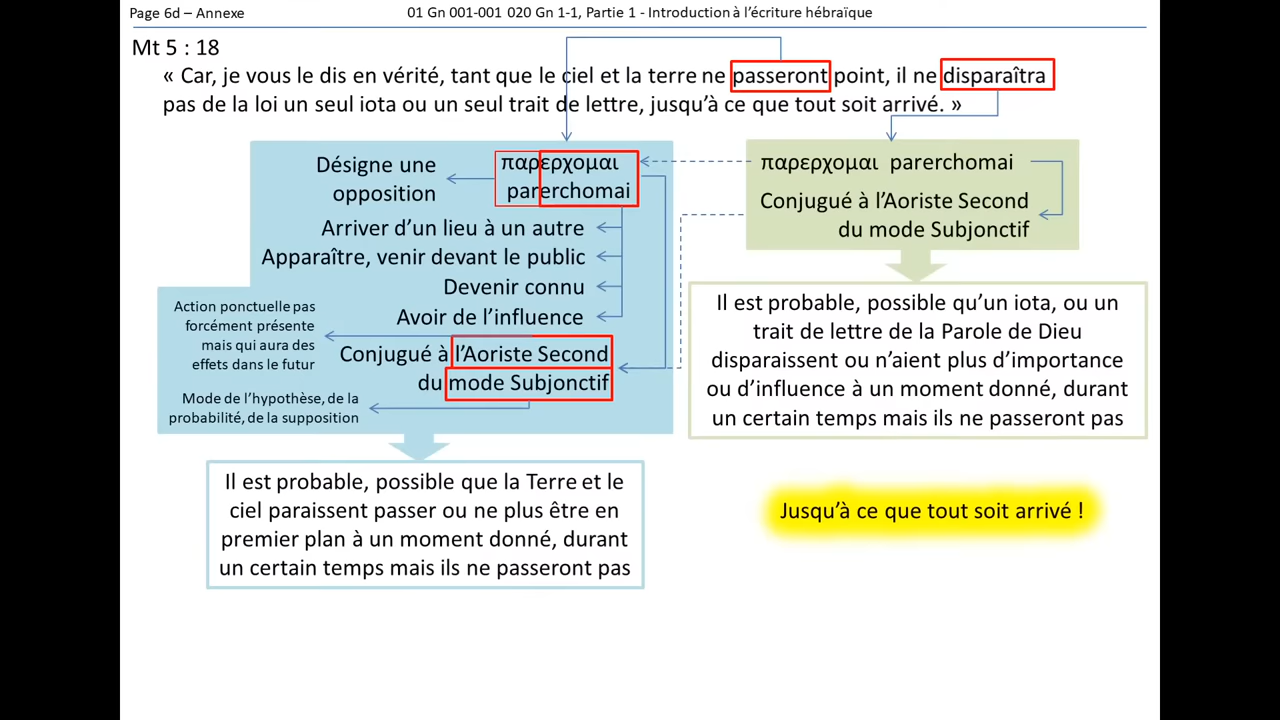 Page 6d – Annexe
01 Gn 001-001 020 Gn 1-1, Partie 1 - Introduction à l’écriture hébraïque
Mt 5 : 18
« Car, je vous le dis en vérité, tant que le ciel et la terre ne passeront point, il ne disparaîtra
pas de la loi un seul iota ou un seul trait de lettre, jusqu’à ce que tout soit arrivé. »
Désigne une
opposition
παρερχομαι
parerchomai
Arriver d’un lieu à un autre
Apparaître, venir devant le public
Devenir connu
Avoir de l’influence
Action ponctuelle pas
forcément présente
mais qui aura des
effets dans le futur
Conjugué à l’Aoriste Second
du mode Subjonctif
Mode de l’hypothèse, de la
probabilité, de la supposition
Il est probable, possible que la Terre et le
ciel paraissent passer ou ne plus être en
premier plan à un moment donné, durant
un certain temps mais ils ne passeront pas
παρερχομαι parerchomai
Conjugué à l’Aoriste Second
du mode Subjonctif
Il est probable, possible qu’un iota, ou un
trait de lettre de la Parole de Dieu
disparaissent ou n’aient plus d’importance
ou d’influence à un moment donné, durant
un certain temps mais ils ne passeront pas
Jusqu’à ce que tout soit arrivé !